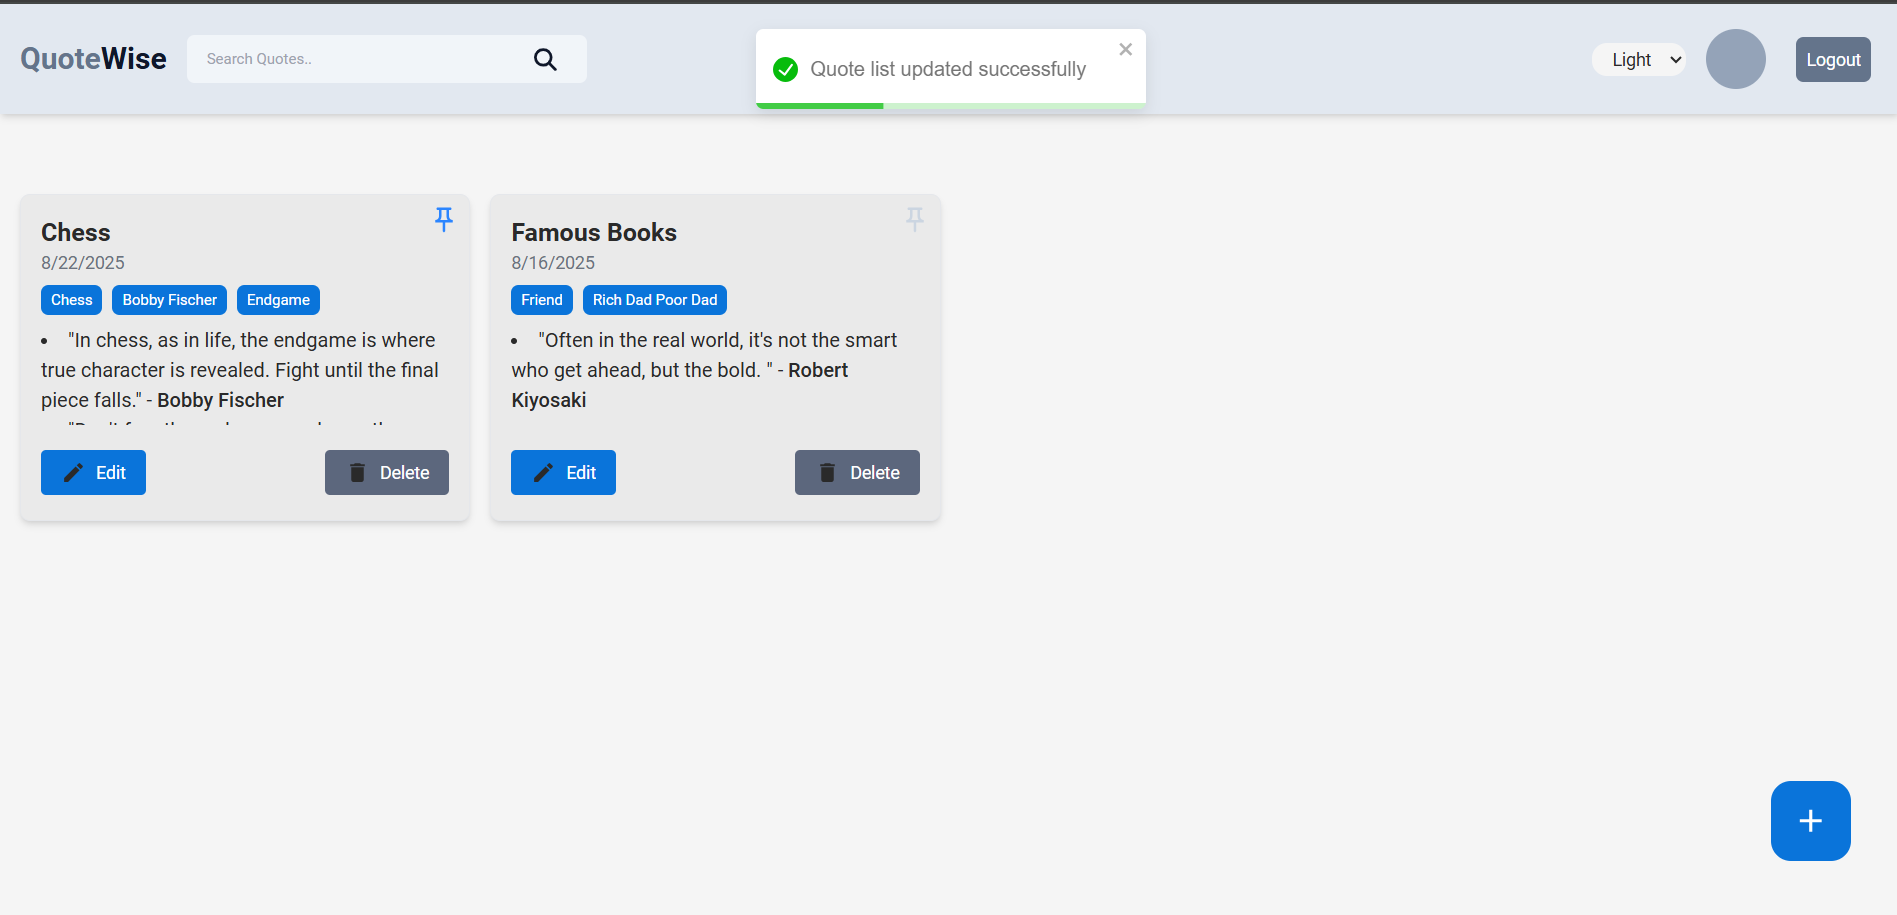 QuoteWise
Search Quotes..
Quote list updated successfully
Light
Logout
Chess
8/22/2025
Chess
Bobby Fischer
Endgame
• "In chess, as in life, the endgame is where
true character is revealed. Fight until the final
piece falls." - Bobby Fischer
Edit
Delete
Famous Books
8/16/2025
Friend
Rich Dad Poor Dad
• "Often in the real world, it's not the smart
who get ahead, but the bold. " - Robert
Kiyosaki
Edit
Delete